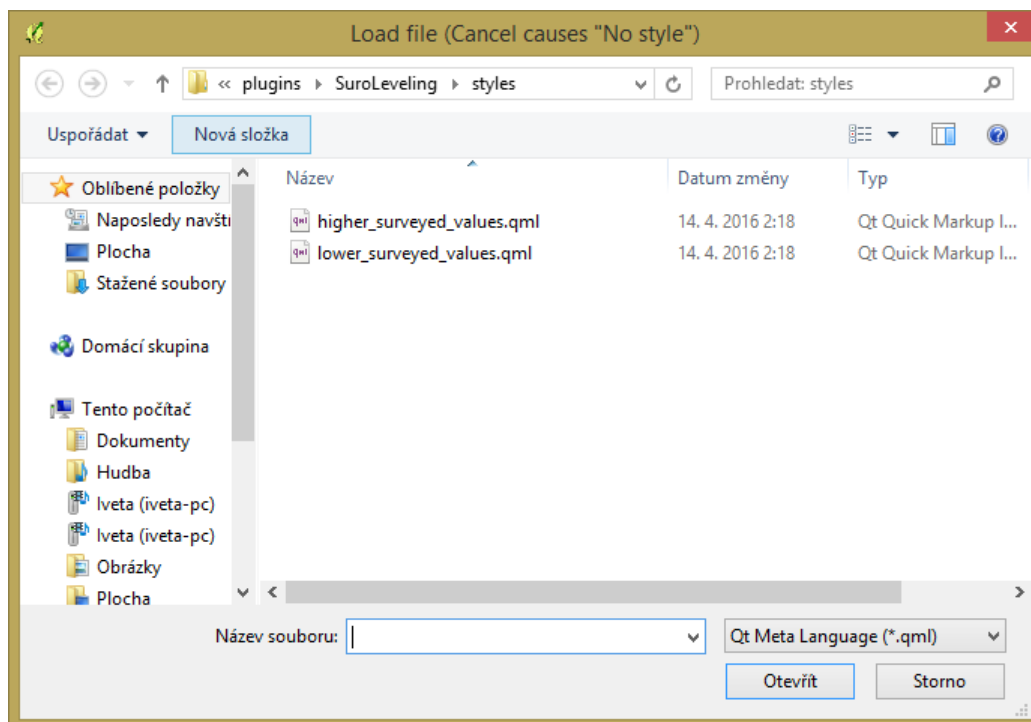 Load file (Cancel causes "No style")
« plugins SuroLeveling styles
Prohledat: styles
Uspořádat
Nová složka
Název Datum změny Typ
Oblíbené položky
Naposledy navšti
Plocha
Stažené soubory
Domácí skupina
Tento počítač
Dokumenty
Hudba
Iveta (iveta-pc)
Iveta (iveta-pc)
Obrázky
Plocha
higher_surveyed_values.qml 14. 4. 2016 2:18 Qt Quick Markup l...
lower_surveyed_values.qml 14. 4. 2016 2:18 Qt Quick Markup l...
Název souboru:
Qt Meta Language (*.qml)
Otevřít
Storno